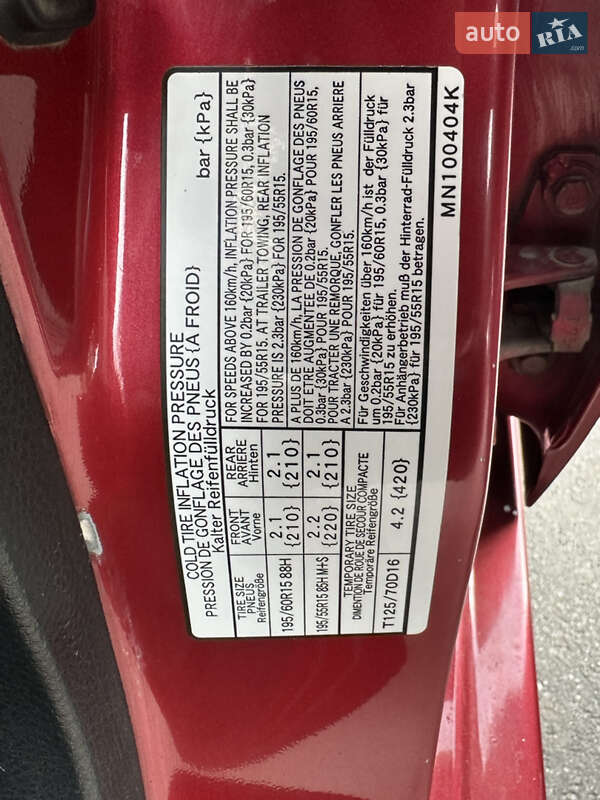 auto RIA.com
COLD TIRE INFLATION PRESSURE
PRESSION DE GONFLAGE DES PNEUS {A FROID}
Kalter Reifenfülldruck
bar {kPa}
TIRE SIZE
PNEUS
Reifengröße
FRONT
AVANT
Vorne
REAR
ARRIERE
Hinten
195/60R15 88H
2.1
{210}
2.1
{210}
195/55R15 85H M+S
2.2
{220}
2.1
{210}
TEMPORARY TIRE SIZE
DIMENTION DE ROUE DE SECOUR COMPACTE
Temporäre Reifengröße
T125/70D16
4.2 {420}
FOR SPEEDS ABOVE 160km/h, INFLATION PRESSURE SHALL BE
INCREASED BY 0.2bar {20kPa} FOR 195/60R15, 0.3bar {30kPa}
FOR 195/55R15. AT TRAILER TOWING, REAR INFLATION
PRESSURE IS 2.3bar {230kPa} FOR 195/55R15.
A PLUS DE 160km/h, LA PRESSION DE GONFLAGE DES PNEUS
DOIT ETRE AUGMENTEE DE 0.2bar {20kPa} POUR 195/60R15,
0.3bar {30kPa} POUR 195/55R15.
POUR TRACTER UNE REMORQUE, GONFLER LES PNEUS ARRIERE
A 2.3bar {230kPa} POUR 195/55R15.
Für Geschwindigkeiten über 160km/h ist der Fülldruck
um 0.2bar {20kPa} für 195/60R15, 0.3bar {30kPa} für
195/55R15 zu erhöhen.
Für Anhängerbetrieb muß der Hinterrad-Fülldruck 2.3bar
{230kPa} für 195/55R15 betragen.
MN100404K